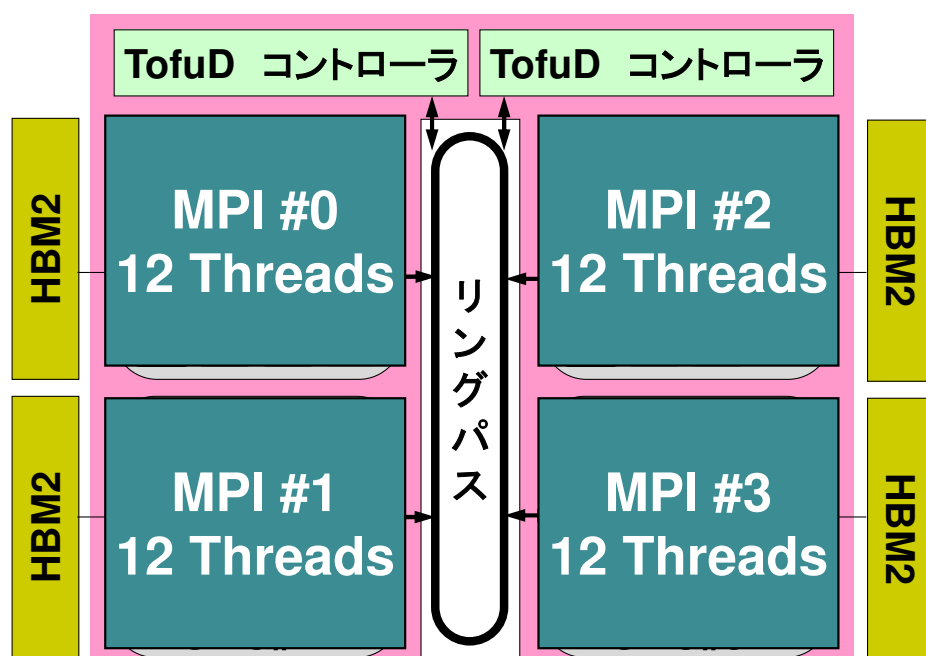 TofuD コントローラ
TofuD コントローラ
HBM2
MPI #0
12 Threads
MPI #2
12 Threads
HBM2
リングパス
HBM2
MPI #1
12 Threads
MPI #3
12 Threads
HBM2